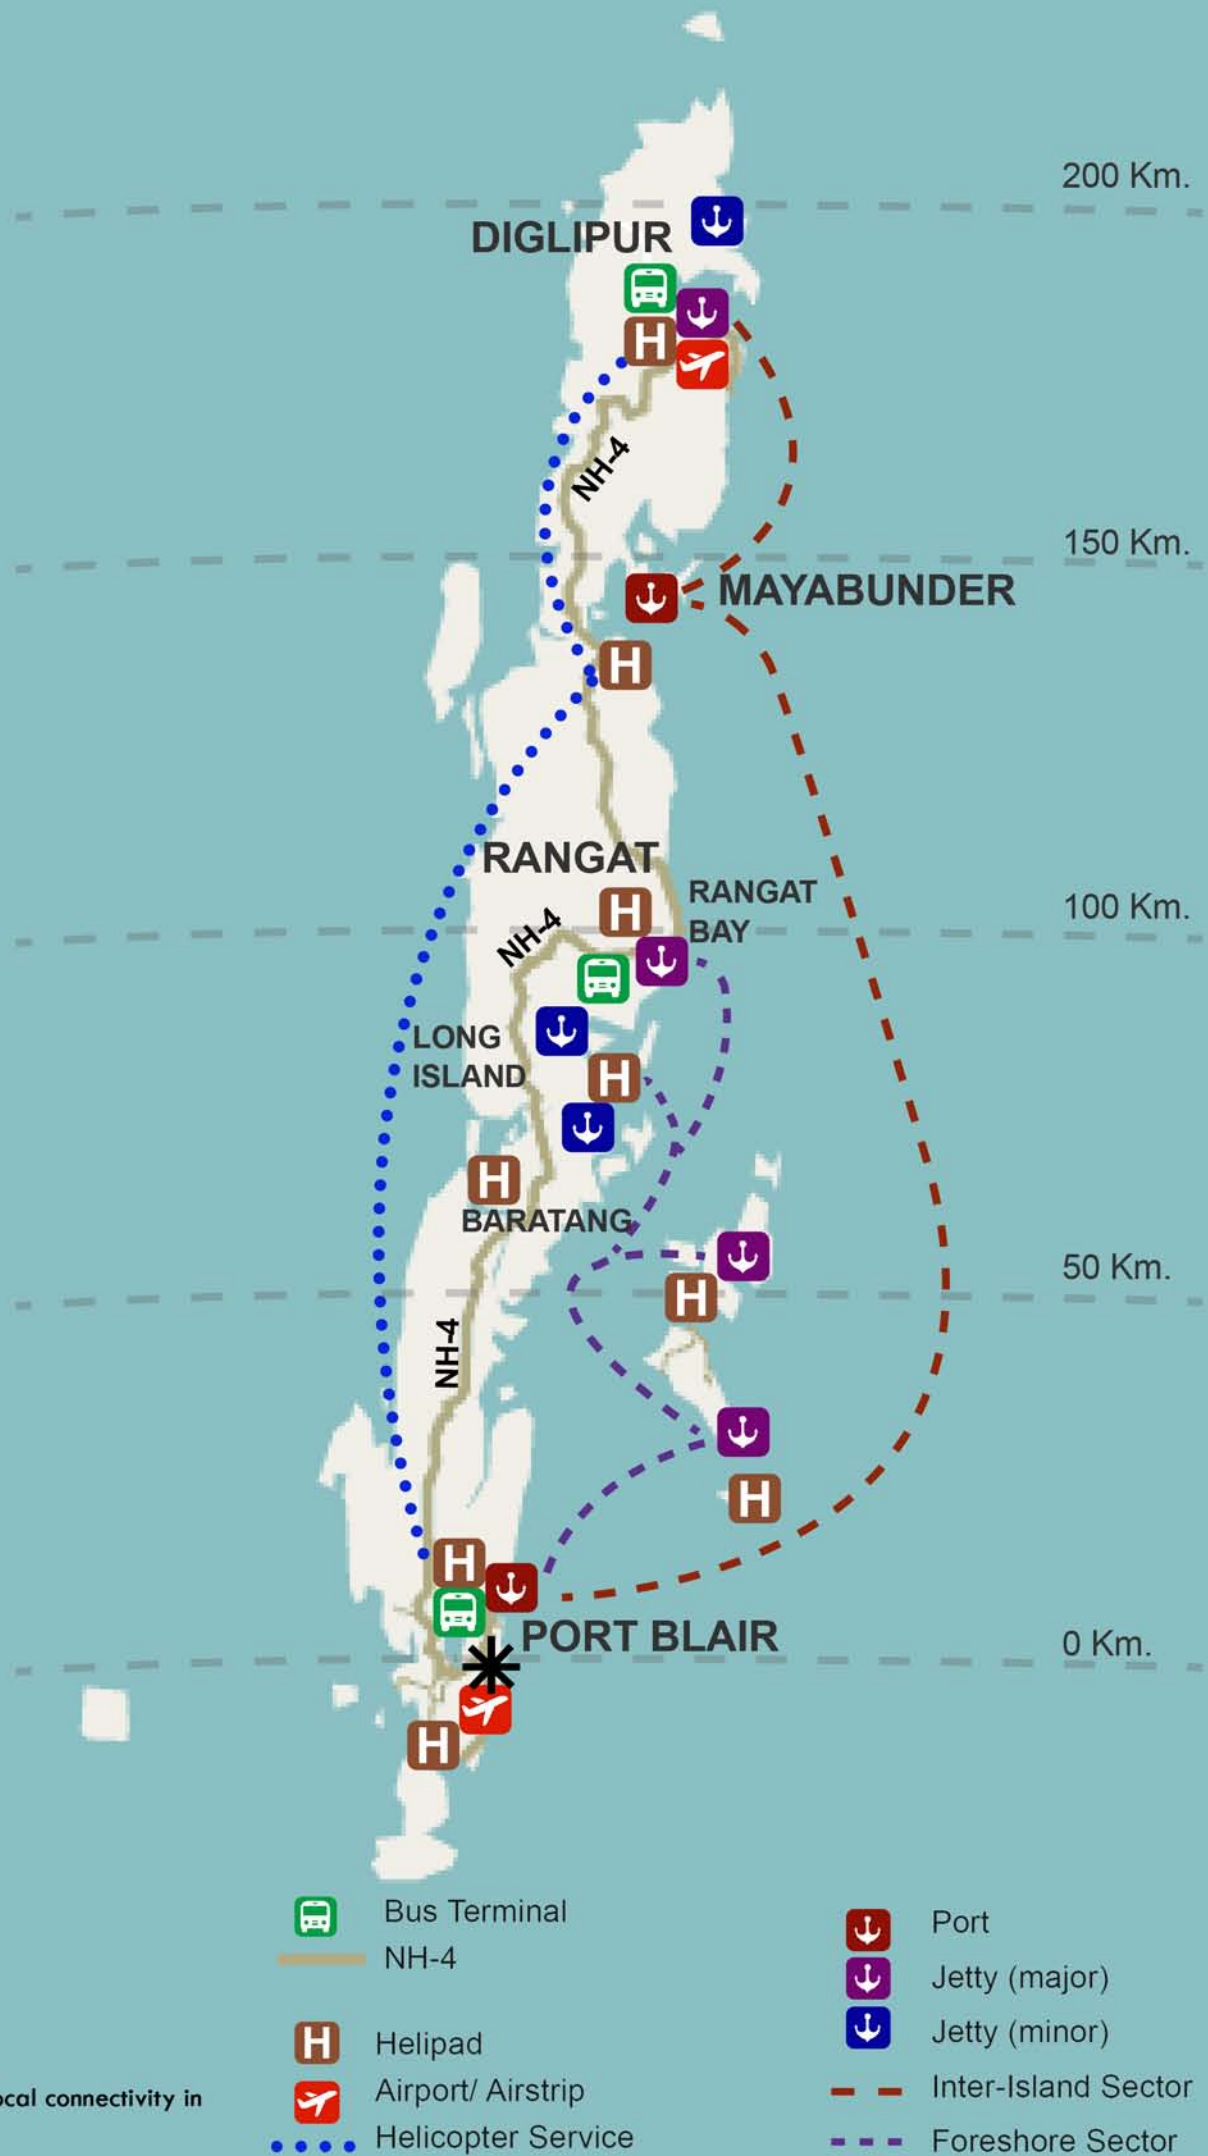 200 Km.
DIGLIPUR
H
NH-4
150 Km.
MAYABUNDER
H
RANGAT
RANGAT
BAY
H
100 Km.
NH-4
LONG
ISLAND
H
H
BARATANG
50 Km.
H
NH-4
H
H
PORT BLAIR
0 Km.
H
Bus Terminal
NH-4
H Helipad
Airport/ Airstrip
Helicopter Service
Port
Jetty (major)
Jetty (minor)
Inter-Island Sector
Foreshore Sector
connectivity in